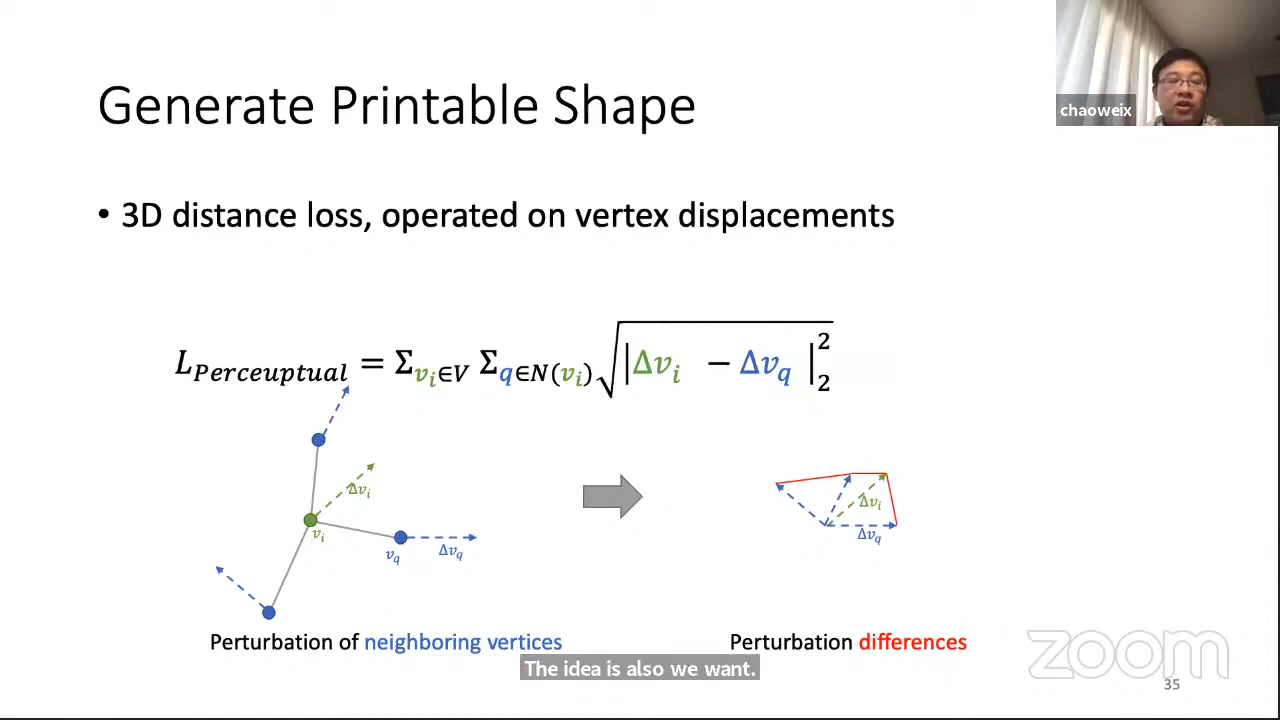 chaoweix
Generate Printable Shape
• 3D distance loss, operated on vertex displacements
L_Perceuptual = Σ_{v_i∈V} Σ_{q∈N(v_i)} √|Δv_i − Δv_q|_2^2
Δv_i
v_i
v_q
Δv_q
Δv_i
Δv_q
Perturbation of neighboring vertices
Perturbation differences
The idea is also we want.
zoom
35